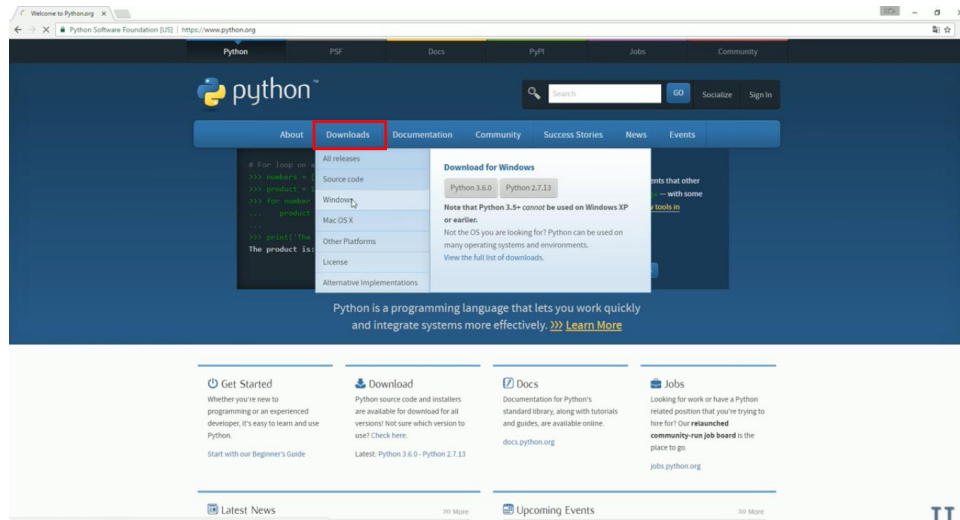 Welcome to Python.org
Python Software Foundation [US] | https://www.python.org
Python PSF Docs PyPI Jobs Community
python™
Search GO Socialize Sign In
About Downloads Documentation Community Success Stories News Events
# For loop on
>>> numbers = [
>>> product =
>>> for number
... product
...
>>> print('The
The product is:
All releases
Source code
Windows
Mac OS X
Other Platforms
License
Alternative Implementations
Download for Windows
Python 3.6.0 Python 2.7.13
Note that Python 3.5+ cannot be used on Windows XP
or earlier.
Not the OS you are looking for? Python can be used on
many operating systems and environments.
View the full list of downloads.
ents that other
— with some
tools in
Python is a programming language that lets you work quickly
and integrate systems more effectively. >>> Learn More
Get Started
Whether you're new to
programming or an experienced
developer, it's easy to learn and use
Python.
Start with our Beginner's Guide
Download
Python source code and installers
are available for download for all
versions! Not sure which version to
use? Check here.
Latest: Python 3.6.0 - Python 2.7.13
Docs
Documentation for Python's
standard library, along with tutorials
and guides, are available online.
docs.python.org
Jobs
Looking for work or have a Python
related position that you're trying to
hire for? Our relaunched
community-run job board is the
place to go.
jobs.python.org
Latest News >>> More
Upcoming Events >>> More